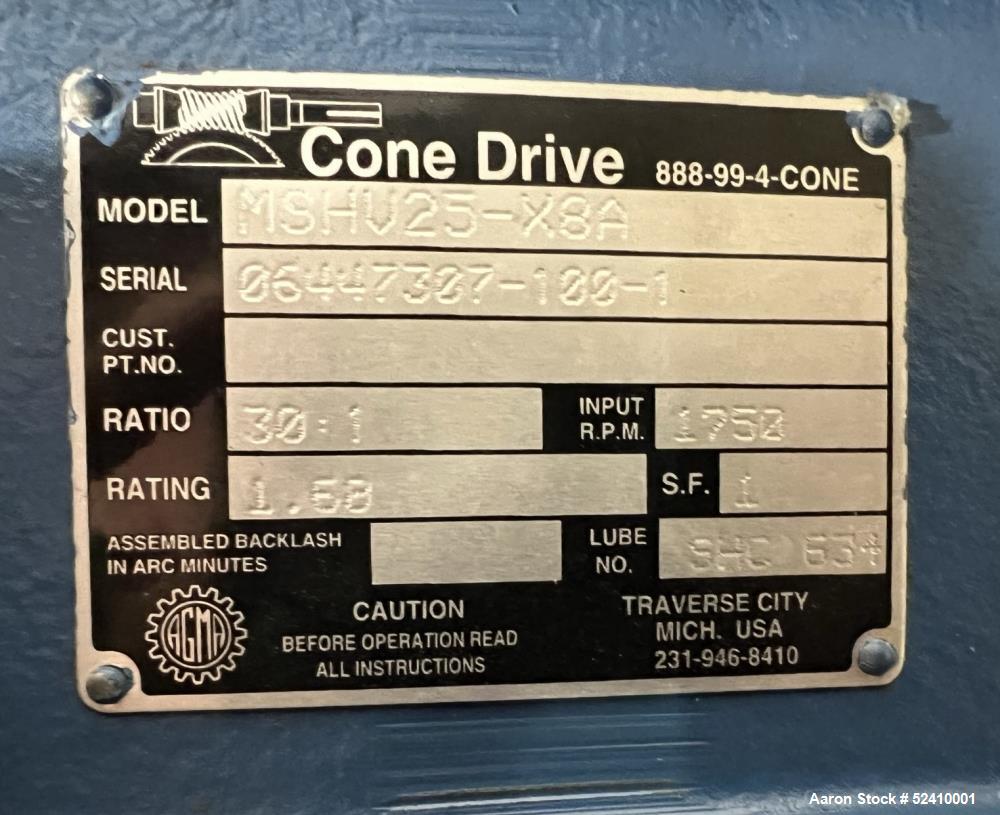 Cone Drive 888-99-4-CONE
MODEL MSHV25-X8A
SERIAL 06447307-100-1
CUST.
PT.NO.
RATIO 30:1 INPUT R.P.M. 1750
RATING 1.60 S.F. 1
ASSEMBLED BACKLASH
IN ARC MINUTES
LUBE NO. SHC 634
AGMA
CAUTION
BEFORE OPERATION READ
ALL INSTRUCTIONS
TRAVERSE CITY
MICH. USA
231-946-8410
Aaron Stock # 52410001